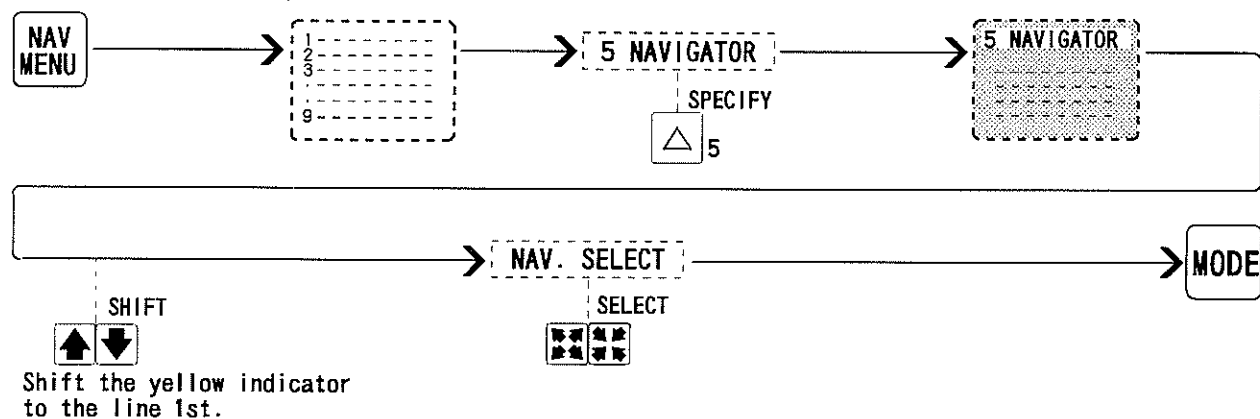 NAV
MENU
1
2
3
.
.
9
5 NAVIGATOR
SPECIFY
△ 5
5 NAVIGATOR
SHIFT
Shift the yellow indicator
to the line 1st.
NAV. SELECT
SELECT
MODE